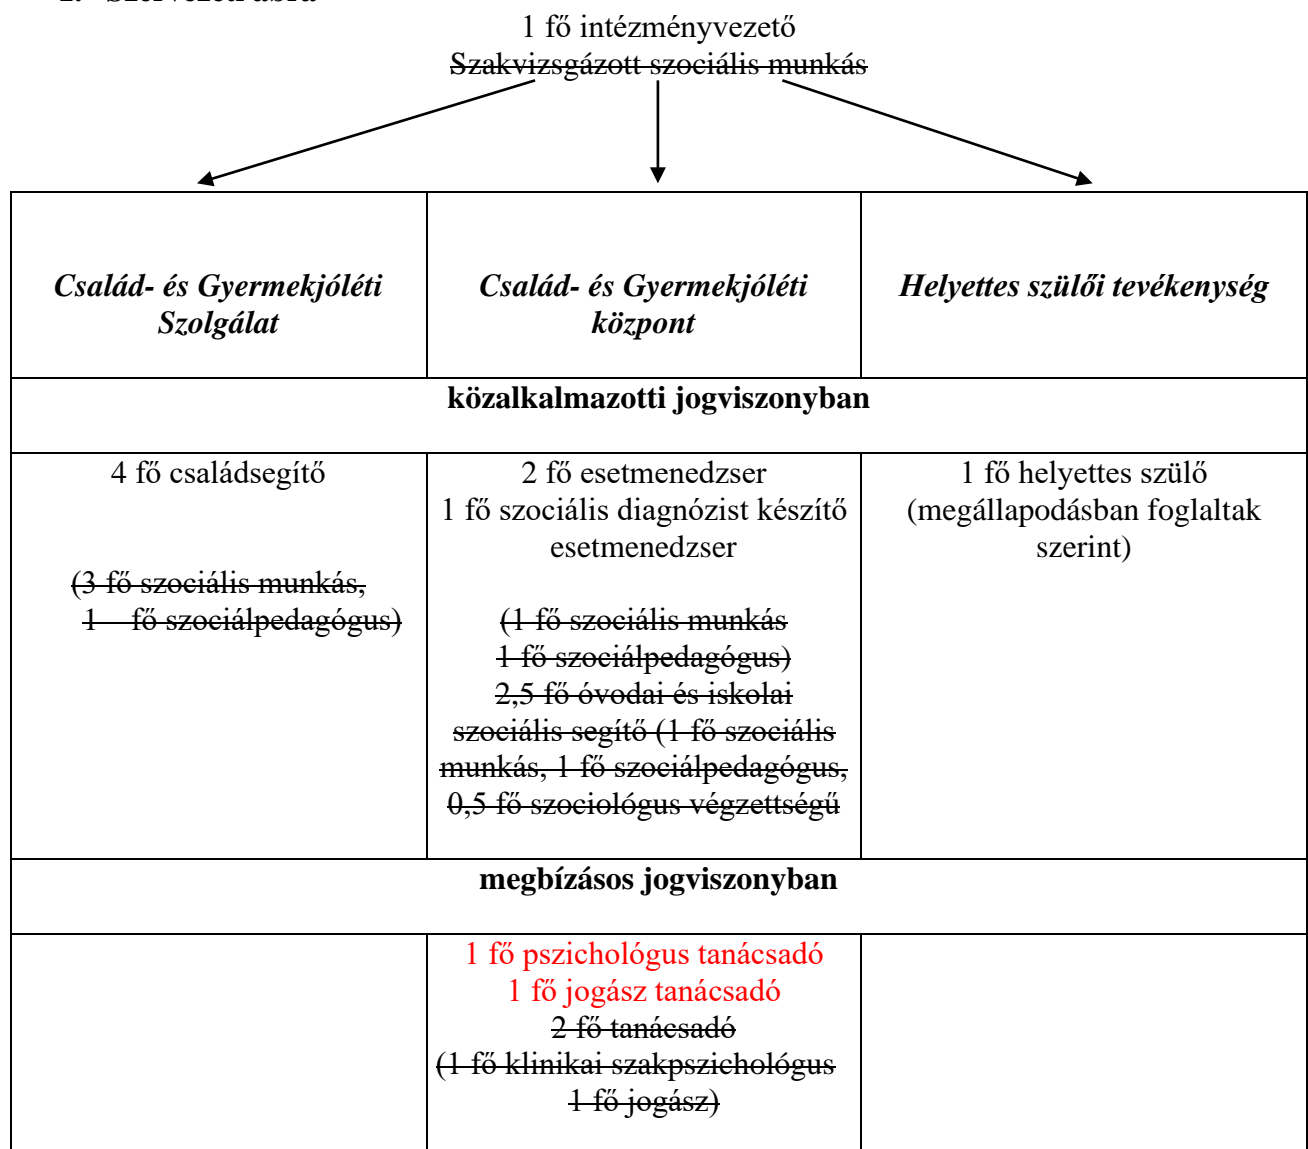 Szervezeti ábra
1 fő intézményvezető
Szakvizsgázott szociális munkás
Család- és Gyermekjóléti
Szolgálat
Család- és Gyermekjóléti
központ
Helyettes szülői tevékenység
közalkalmazotti jogviszonyban
4 fő családsegítő
(3 fő szociális munkás,
1 fő szociálpedagógus)
2 fő esetmenedzser
1 fő szociális diagnózist készítő
esetmenedzser
(1 fő szociális munkás
1 fő szociálpedagógus)
2,5 fő óvodai és iskolai
szociális segítő (1 fő szociális
munkás, 1 fő szociálpedagógus,
0,5 fő szociológus végzettségű
1 fő helyettes szülő
(megállapodásban foglaltak
szerint)
megbízásos jogviszonyban
1 fő pszichológus tanácsadó
1 fő jogász tanácsadó
2 fő tanácsadó
(1 fő klinikai szakpszichológus
1 fő jogász)